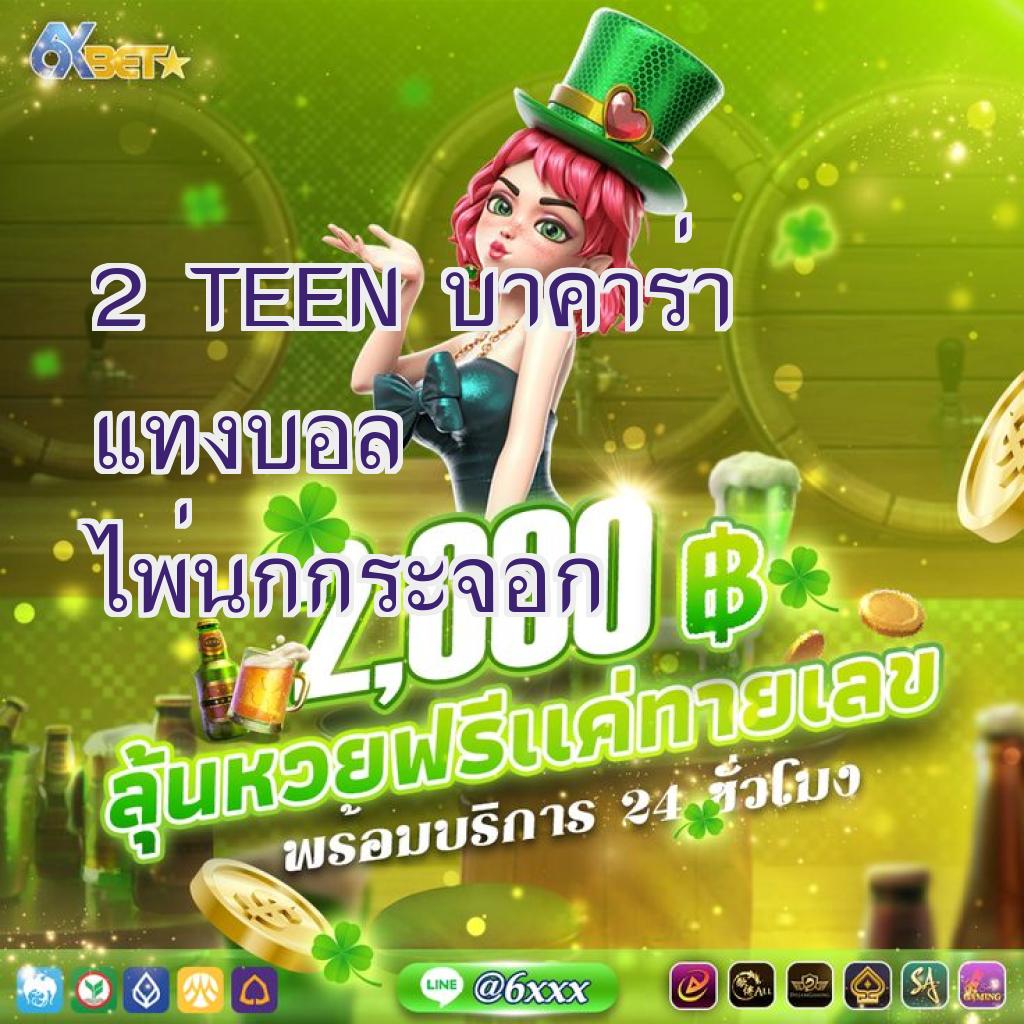 6XBET
2 TEEN บาคาร่า
แทงบอล
ไพ่นกกระจอก
฿
ลุ้นหวยฟรีแค่ทายเลข
พร้อมบริการ 24 ชั่วโมง
LINE @6xxx
ALL
SA
GAMING